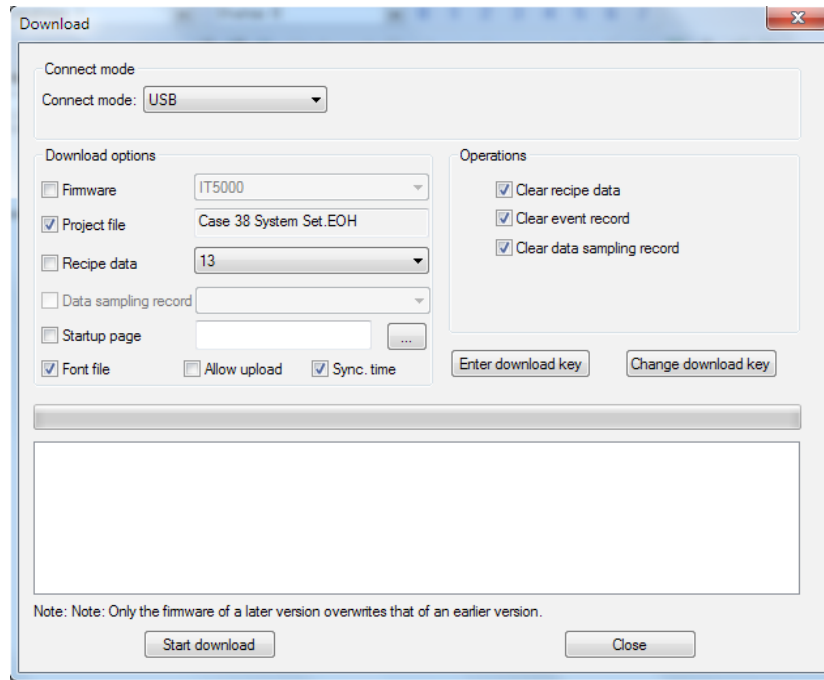 Download
Connect mode
Connect mode: USB
Download options
Firmware IT5000
Project file Case 38 System Set.EOH
Recipe data 13
Data sampling record
Startup page ...
Font file Allow upload Sync. time
Operations
Clear recipe data
Clear event record
Clear data sampling record
Enter download key Change download key
Note: Note: Only the firmware of a later version overwrites that of an earlier version.
Start download Close